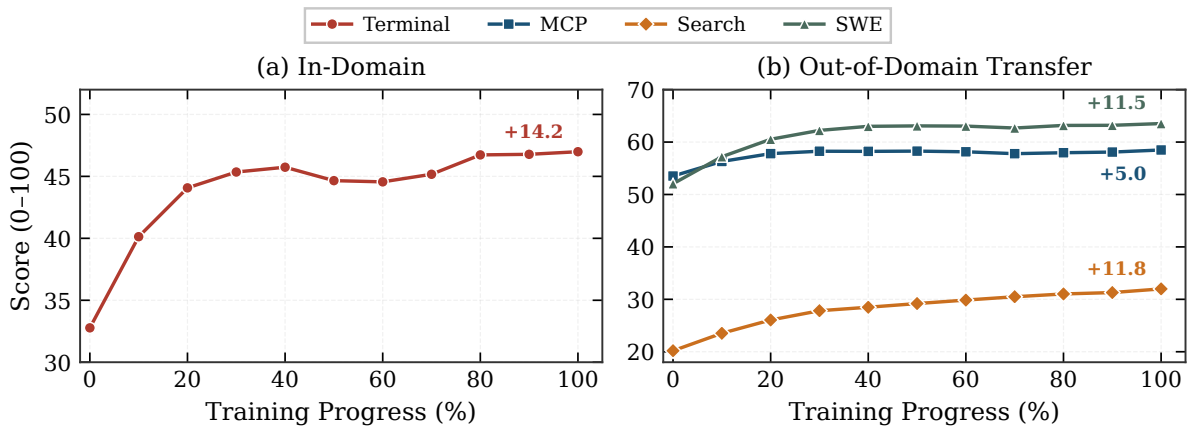 Terminal MCP Search SWE
(a) In-Domain
Score (0–100)
50
45
40
35
30
+14.2
0 20 40 60 80 100
Training Progress (%)
(b) Out-of-Domain Transfer
70
60
50
40
30
20
+11.5
+5.0
+11.8
0 20 40 60 80 100
Training Progress (%)